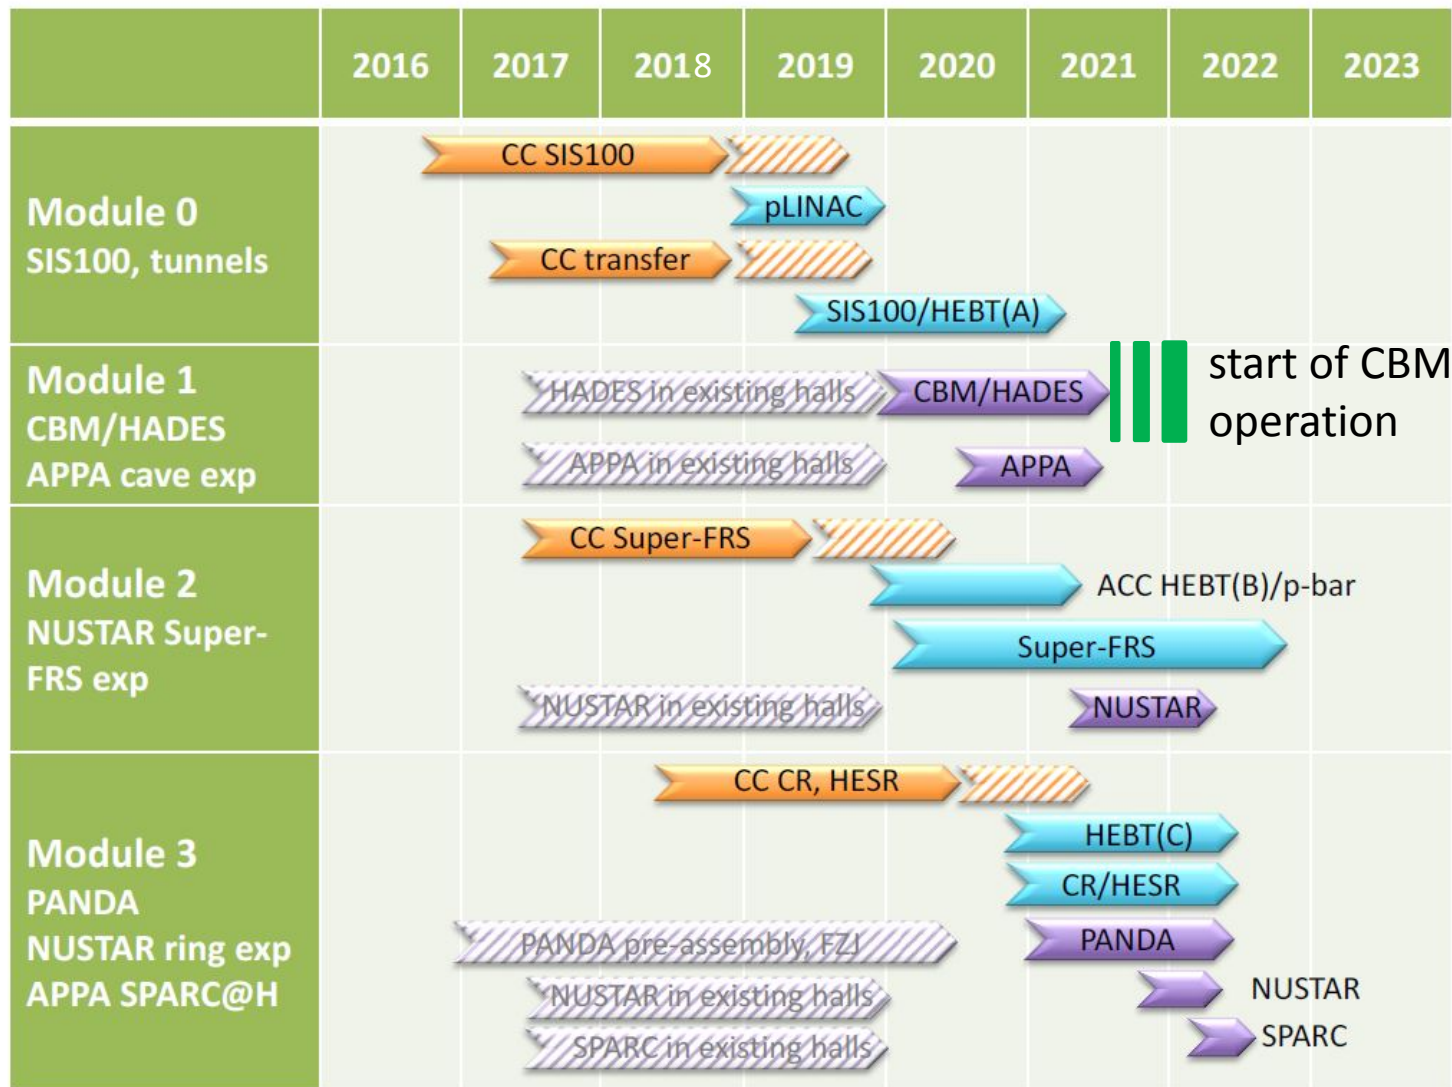 2016 2017 2018 2019 2020 2021 2022 2023
Module 0
SIS100, tunnels
CC SIS100
pLINAC
CC transfer
SIS100/HEBT(A)
Module 1
CBM/HADES
APPA cave exp
HADES in existing halls
CBM/HADES
start of CBM
operation
APPA in existing halls
APPA
Module 2
NUSTAR Super-
FRS exp
CC Super-FRS
ACC HEBT(B)/p-bar
Super-FRS
NUSTAR in existing halls
NUSTAR
Module 3
PANDA
NUSTAR ring exp
APPA SPARC@H
CC CR, HESR
HEBT(C)
CR/HESR
PANDA pre-assembly, FZJ
PANDA
NUSTAR in existing halls
NUSTAR
SPARC in existing halls
SPARC